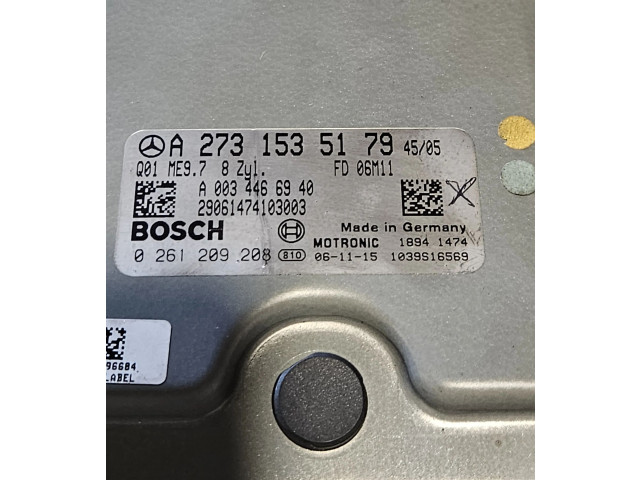 A 273 153 51 79 45/05
Q01 ME9.7 8 Zyl. FD 06M11
A 003 446 69 40
29061474103003
BOSCH Made in Germany
MOTRONIC 1894 1474
0 261 209 208 810 06-11-15 1039S16569
96684
LABEL